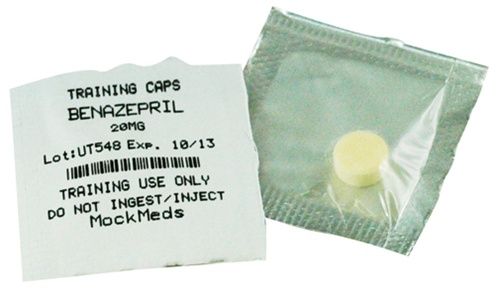 TRAINING CAPS
BENAZEPRIL
20MG
Lot:UT548 Exp. 10/13
TRAINING USE ONLY
DO NOT INGEST/INJECT
MockMeds